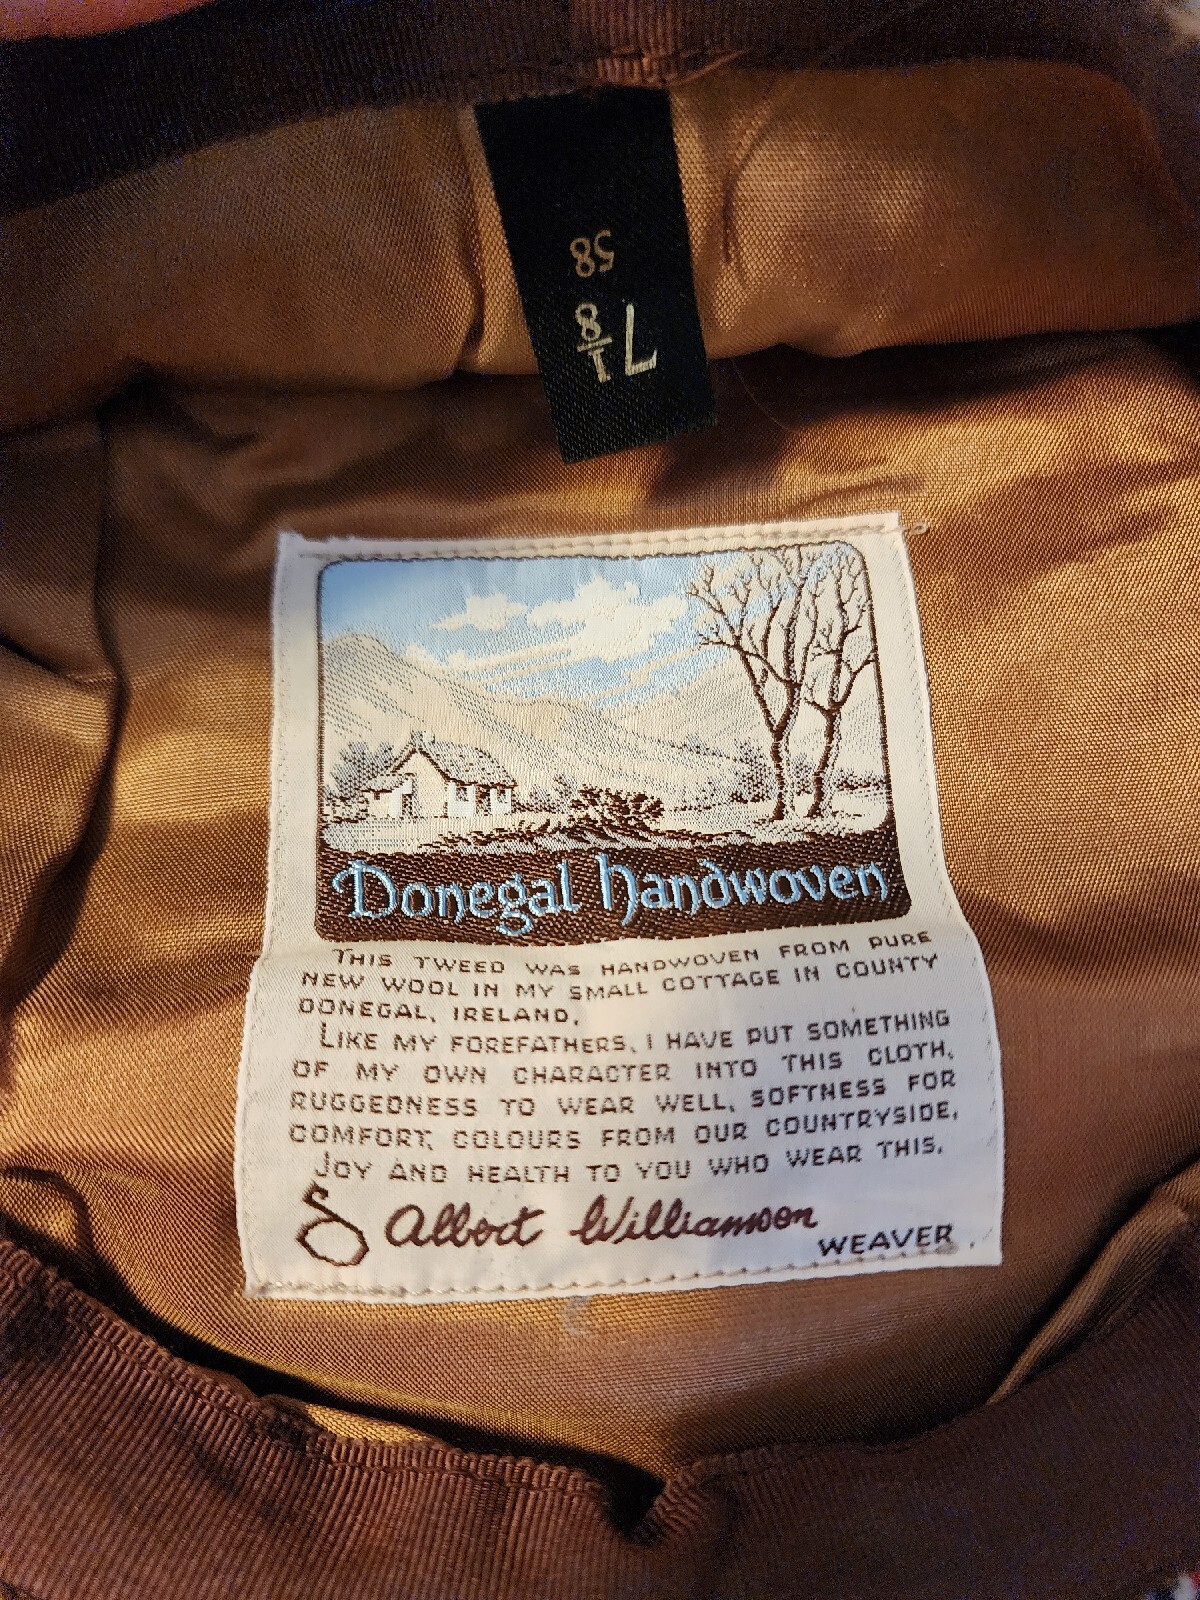 58
7 1/8
Donegal Handwoven
THIS TWEED WAS HANDWOVEN FROM PURE
NEW WOOL IN MY SMALL COTTAGE IN COUNTY
DONEGAL, IRELAND.
LIKE MY FOREFATHERS, I HAVE PUT SOMETHING
OF MY OWN CHARACTER INTO THIS CLOTH,
RUGGEDNESS TO WEAR WELL, SOFTNESS FOR
COMFORT, COLOURS FROM OUR COUNTRYSIDE.
JOY AND HEALTH TO YOU WHO WEAR THIS.
Albert Williamson
WEAVER.